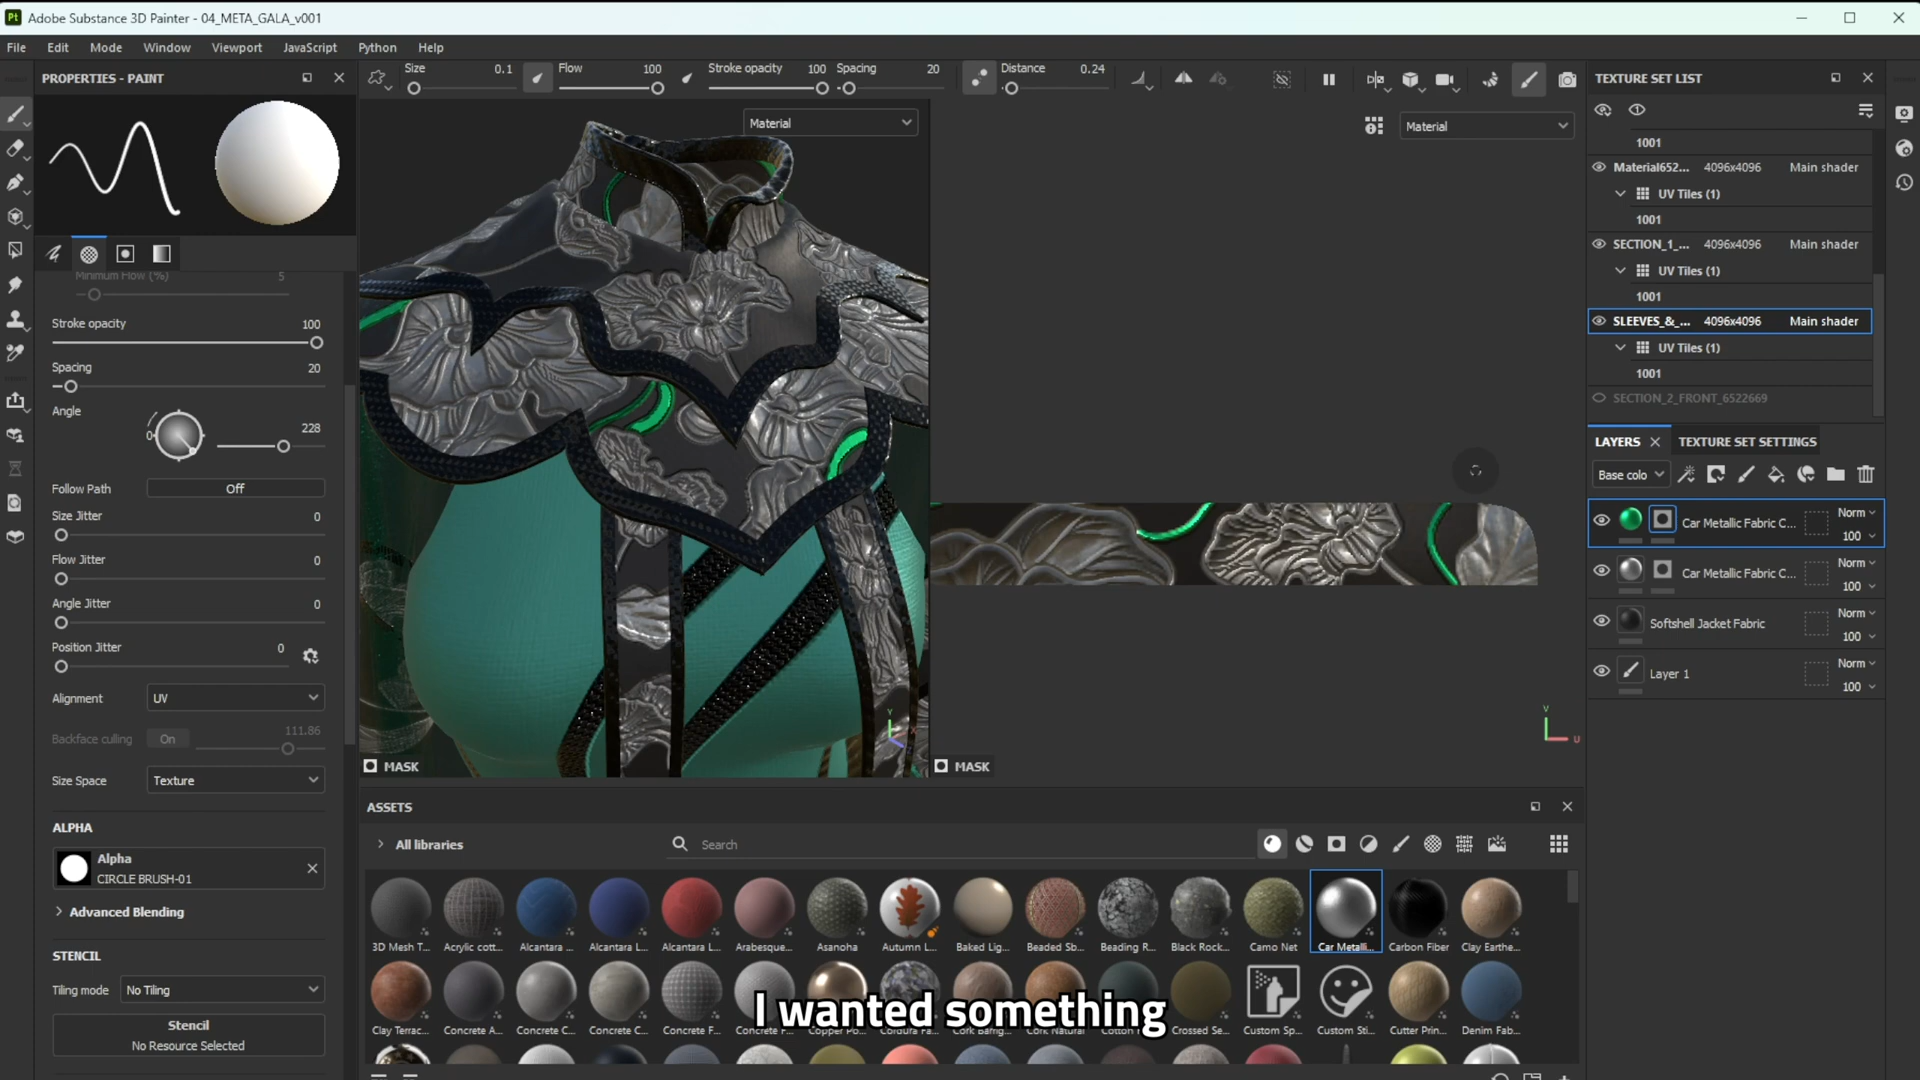 Pt Adobe Substance 3D Painter - 04_META_GALA_v001
File Edit Mode Window Viewport JavaScript Python Help
PROPERTIES - PAINT
Size 0.1 Flow 100 Stroke opacity 100 Spacing 20 Distance 0.24
Material
Material
Minimum Flow (%) 5
Stroke opacity 100
Spacing 20
Angle
0 228
Follow Path Off
Size Jitter 0
Flow Jitter 0
Angle Jitter 0
Position Jitter 0
Alignment UV
Backface culling On 111.86
Size Space Texture
ALPHA
Alpha
CIRCLE BRUSH-01
Advanced Blending
STENCIL
Tiling mode No Tiling
Stencil
No Resource Selected
Y
MASK
V
U
MASK
ASSETS
All libraries Search
3D Mesh T... Acrylic cott... Alcantara ... Alcantara L... Alcantara L... Arabesque... Asanoha Autumn L... Baked Lig... Beaded Sb... Beading R... Black Rock... Camo Net Car Metalli... Carbon Fiber Clay Earthe...
Clay Terrac... Concrete A... Concrete C... Concrete C... Concrete F... Crossed Se... Custom Sp... Custom Sti... Cutter Prin... Denim Fab...
I wanted something
TEXTURE SET LIST
1001
Material652... 4096x4096 Main shader
UV Tiles (1)
1001
SECTION_1_... 4096x4096 Main shader
UV Tiles (1)
1001
SLEEVES_&_... 4096x4096 Main shader
UV Tiles (1)
1001
SECTION_2_FRONT_6522669
LAYERS TEXTURE SET SETTINGS
Base colo
Car Metallic Fabric C... Norm
100
Car Metallic Fabric C... Norm
100
Softshell Jacket Fabric Norm
100
Layer 1 Norm
100